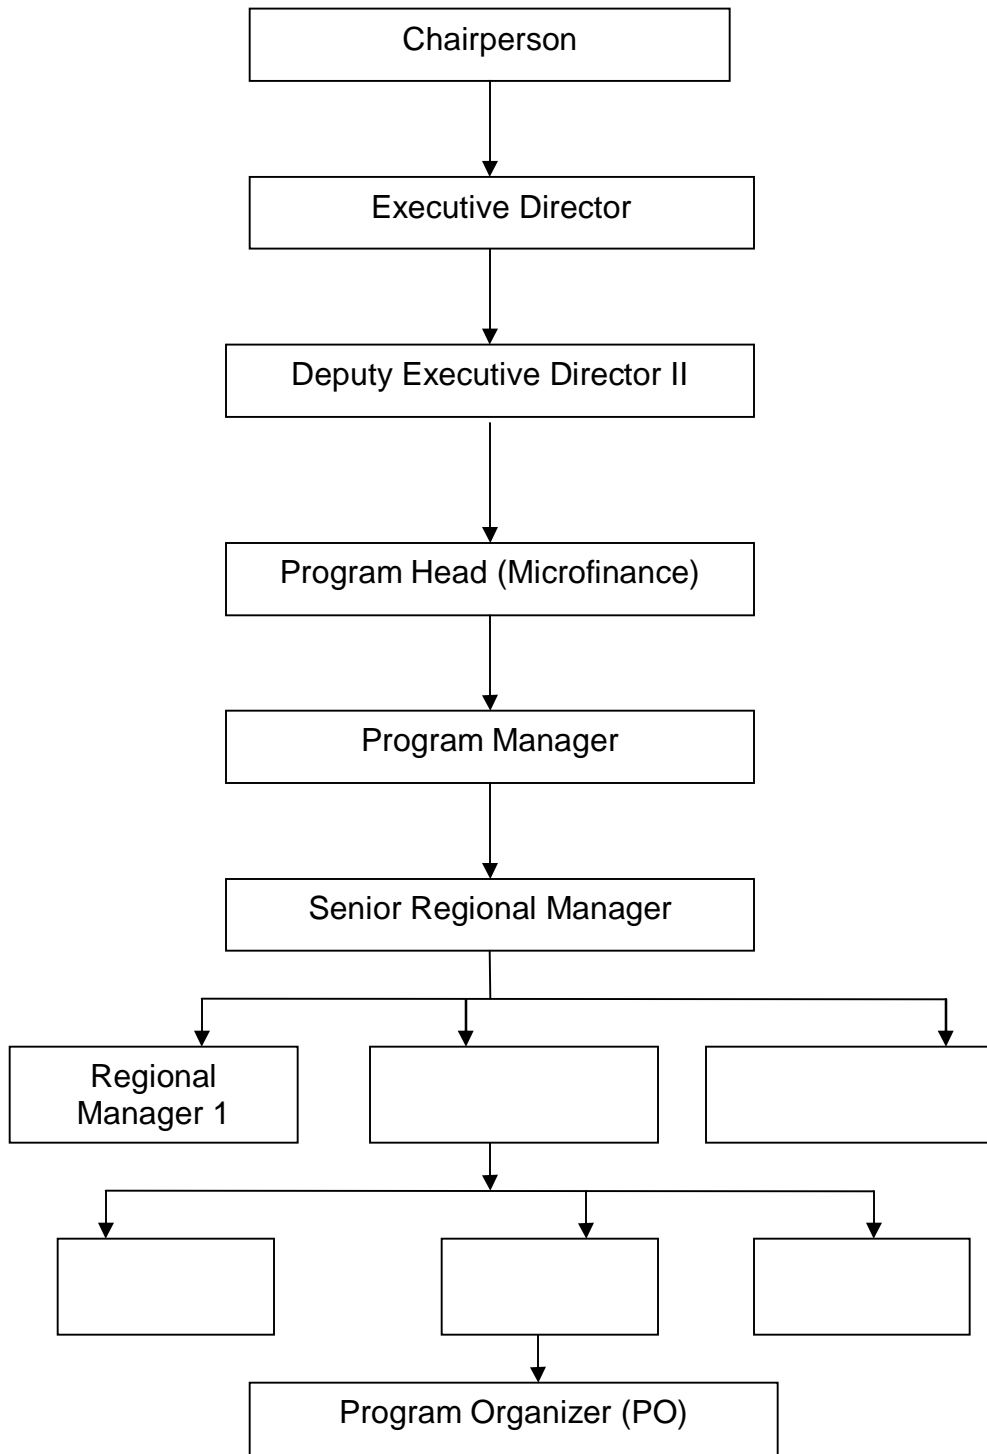 Chairperson
Executive Director
Deputy Executive Director II
Program Head (Microfinance)
Program Manager
Senior Regional Manager
Regional
Manager 1
Program Organizer (PO)